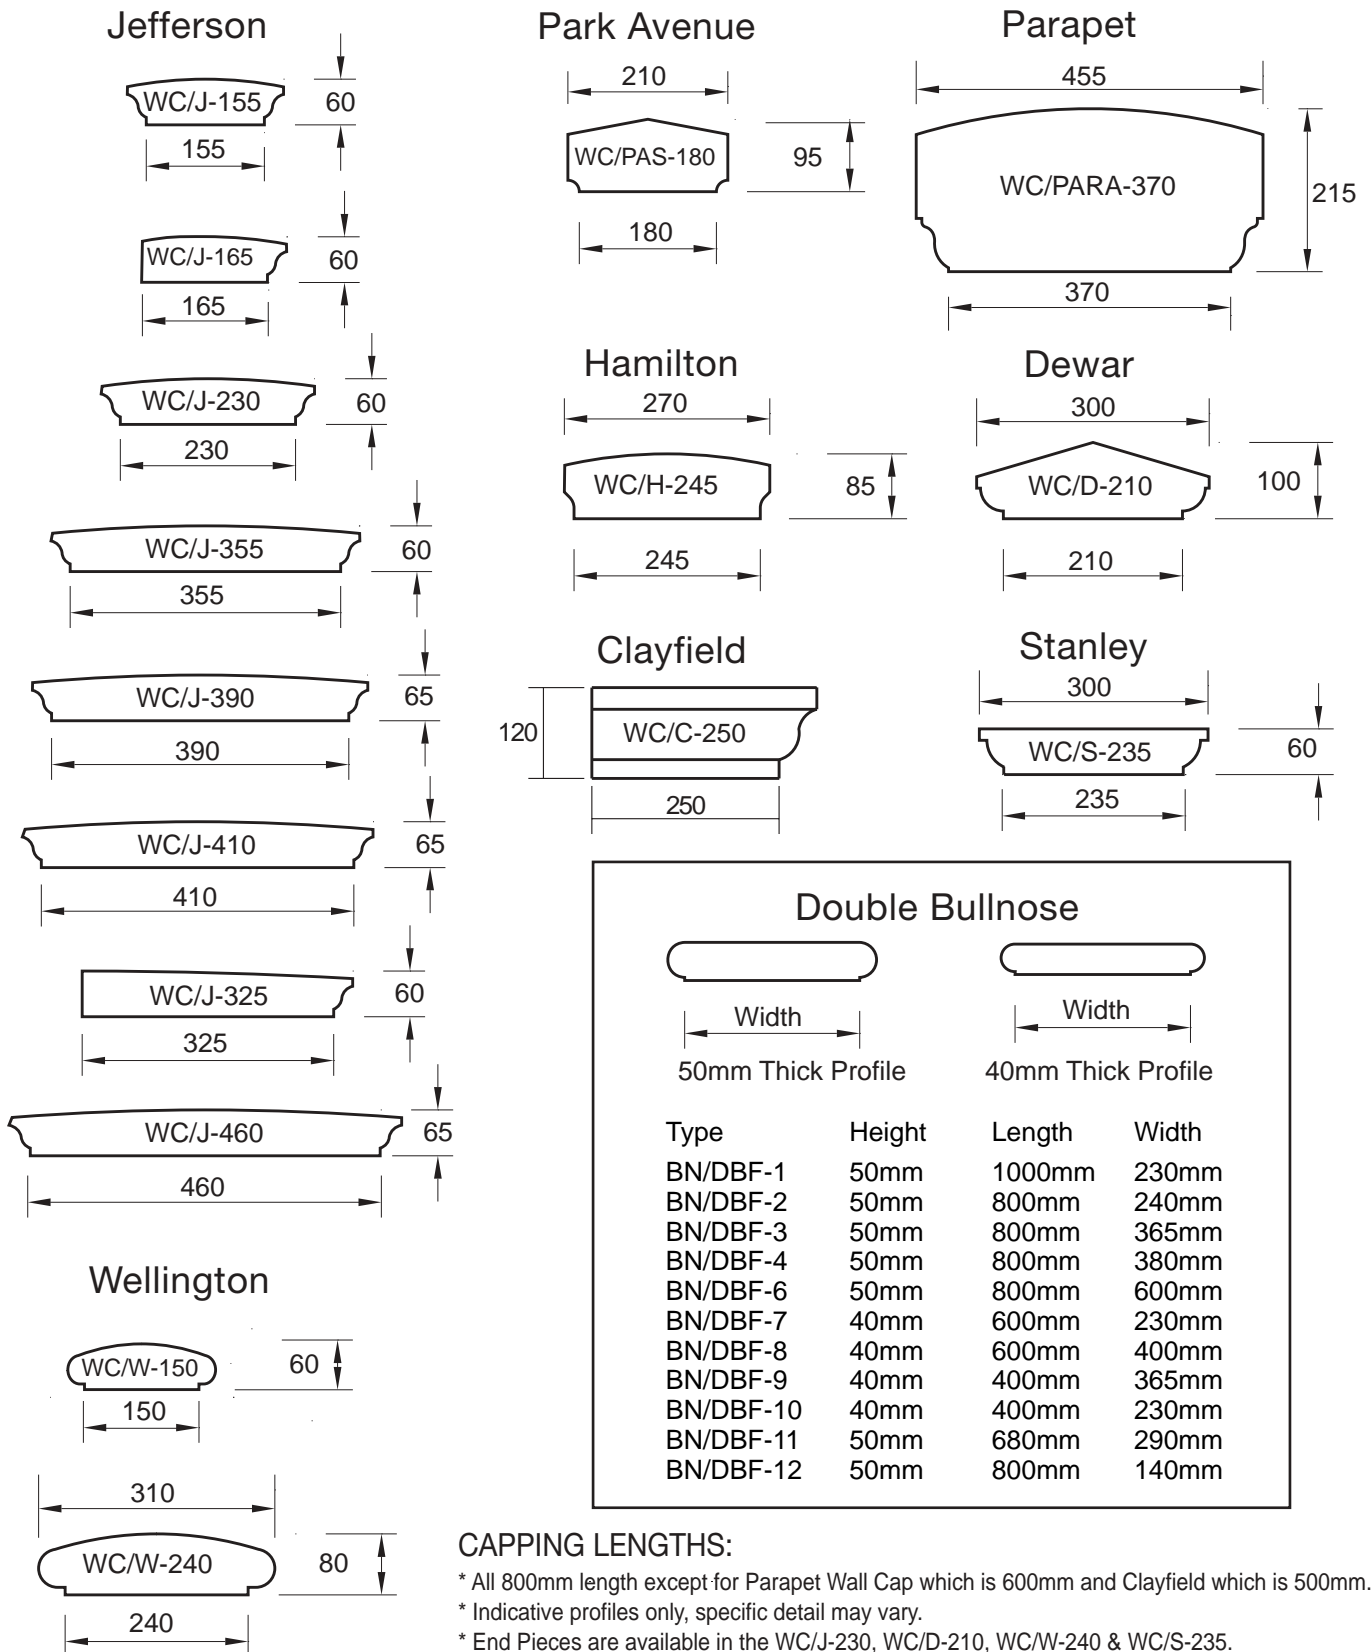 Jefferson
WC/J-155
60
155
WC/J-165
60
165
WC/J-230
60
230
WC/J-355
60
355
WC/J-390
65
390
WC/J-410
65
410
WC/J-325
60
325
WC/J-460
65
460
Wellington
WC/W-150
60
150
310
WC/W-240
80
240
Park Avenue
210
WC/PAS-180
95
180
Parapet
455
WC/PARA-370
215
370
Hamilton
270
WC/H-245
85
245
Dewar
300
WC/D-210
100
210
Clayfield
120
WC/C-250
250
Stanley
300
WC/S-235
60
235
Double Bullnose
Width
50mm Thick Profile
Width
40mm Thick Profile
Type Height Length Width
BN/DBF-1 50mm 1000mm 230mm
BN/DBF-2 50mm 800mm 240mm
BN/DBF-3 50mm 800mm 365mm
BN/DBF-4 50mm 800mm 380mm
BN/DBF-6 50mm 800mm 600mm
BN/DBF-7 40mm 600mm 230mm
BN/DBF-8 40mm 600mm 400mm
BN/DBF-9 40mm 400mm 365mm
BN/DBF-10 40mm 400mm 230mm
BN/DBF-11 50mm 680mm 290mm
BN/DBF-12 50mm 800mm 140mm
CAPPING LENGTHS:
* All 800mm length except for Parapet Wall Cap which is 600mm and Clayfield which is 500mm.
* Indicative profiles only, specific detail may vary.
* End Pieces are available in the WC/J-230, WC/D-210, WC/W-240 & WC/S-235.